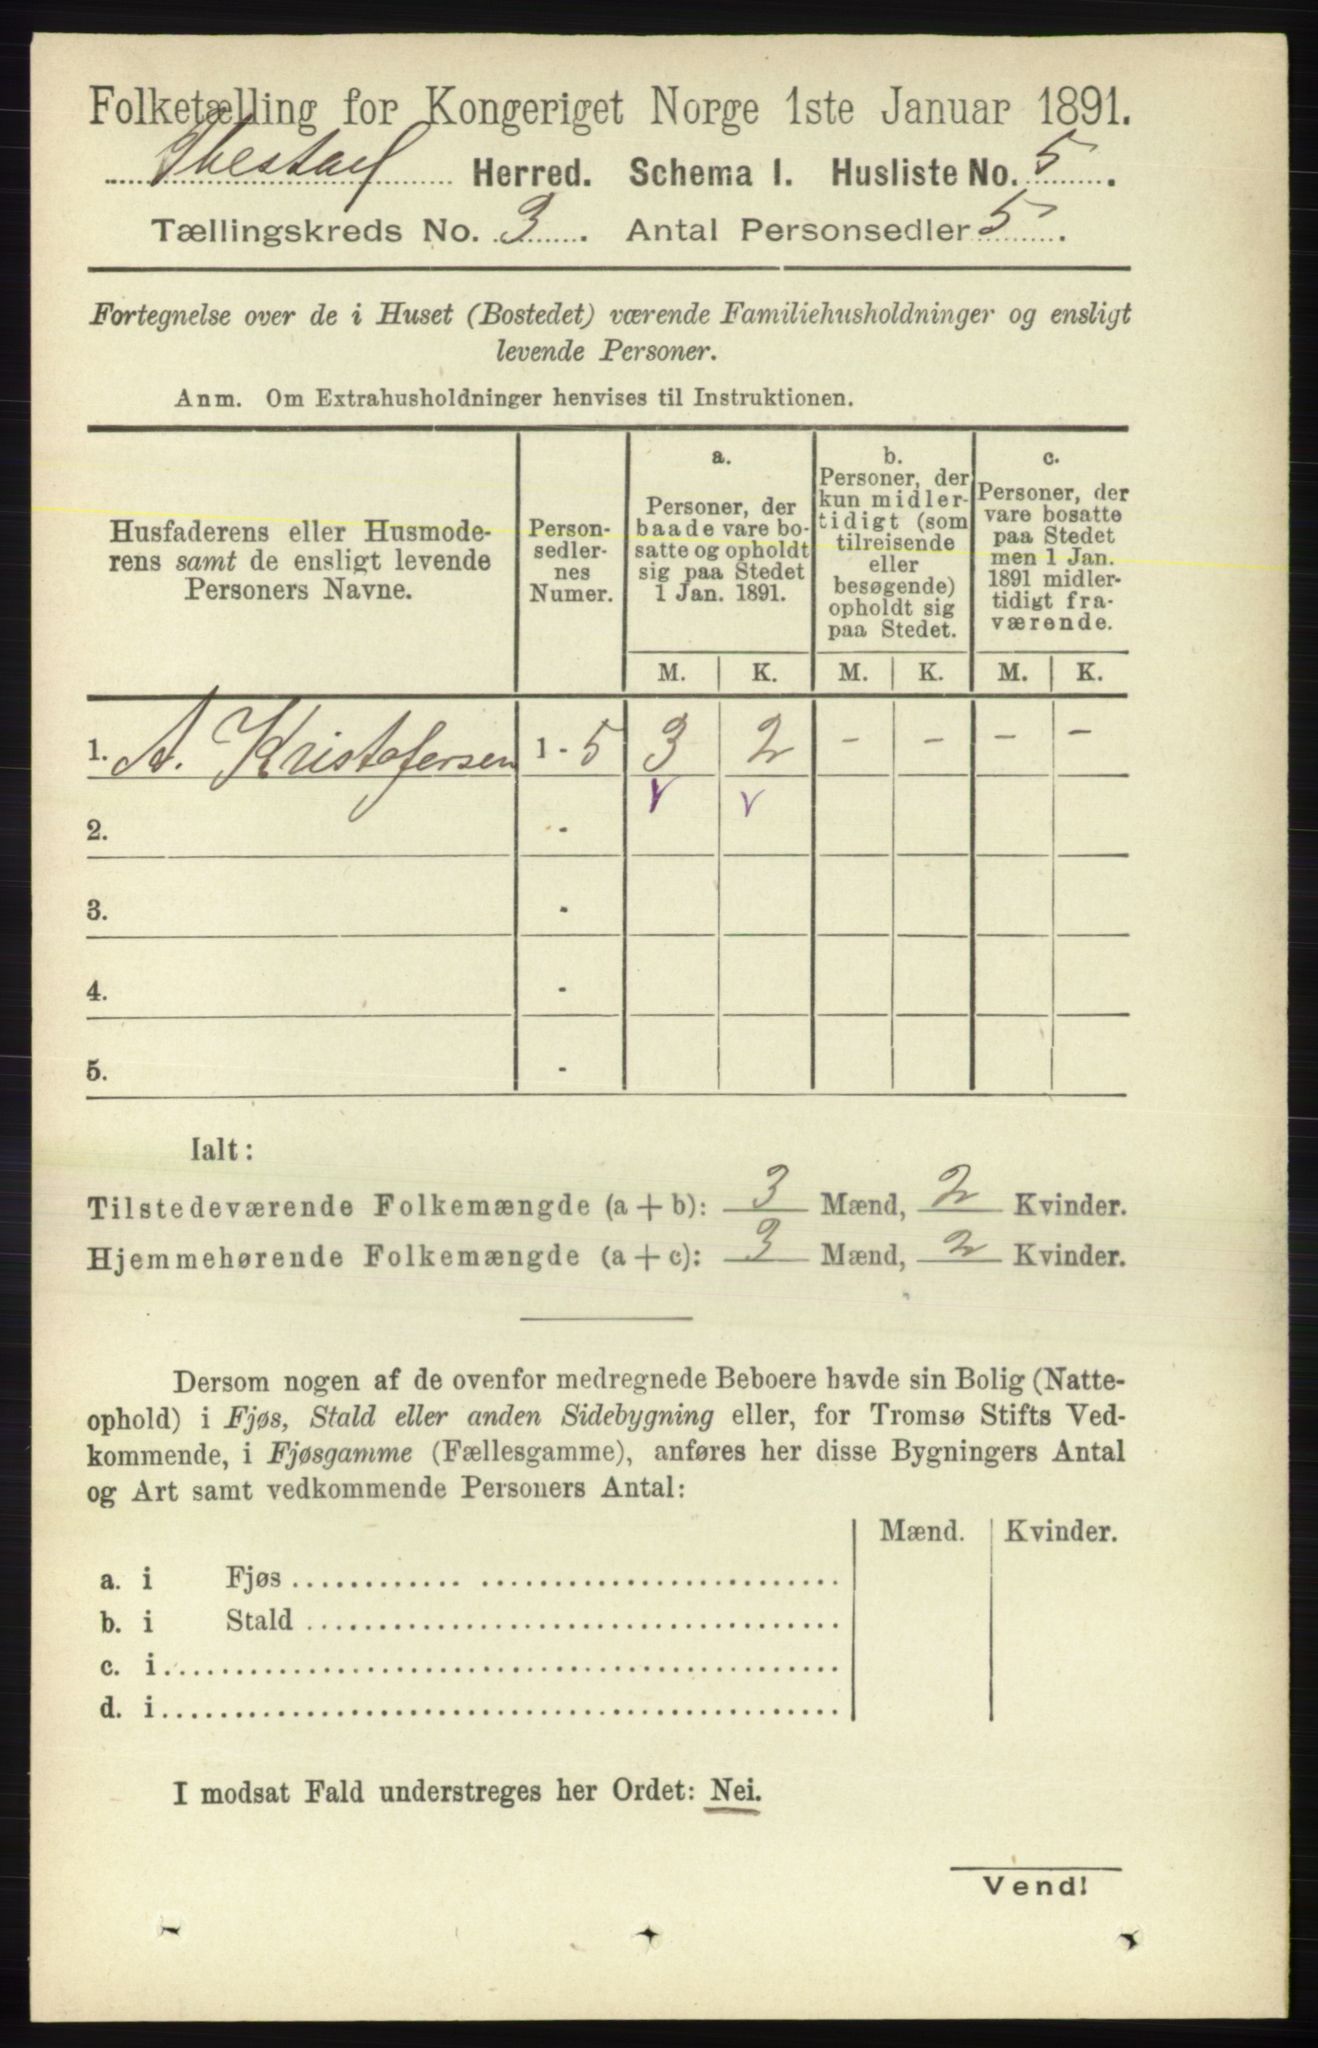 Folketælling for Kongeriget Norge 1ste Januar 1891.
Ibestad Herred. Schema I. Husliste No. 5.
Tællingskreds No. 3. Antal Personsedler 5.
Fortegnelse over de i Huset (Bostedet) værende Familiehusholdninger og ensligt
levende Personer.
Anm. Om Extrahusholdninger henvises til Instruktionen.
Husfaderens eller Husmode-
rens samt de ensligt levende
Personers Navne.
Person-
sedler-
nes
Numer.
a.
Personer, der
baade vare bo-
satte og opholdt
sig paa Stedet
1 Jan. 1891.
b.
Personer, der
kun midler-
tidigt (som
tilreisende
eller
besøgende)
opholdt sig
paa Stedet.
c.
Personer, der
vare bosatte
paa Stedet
men 1 Jan.
1891 midler-
tidigt fra-
værende.
M. K. M. K. M. K.
1. A. Kristofersen 1 - 5 3 2 - - - -
2. - v v
3. -
4. -
5. -
Ialt:
Tilstedeværende Folkemængde (a + b): 3 Mænd, 2 Kvinder.
Hjemmehørende Folkemængde (a + c): 3 Mænd, 2 Kvinder.
Dersom nogen af de ovenfor medregnede Beboere havde sin Bolig (Natte-
ophold) i Fjøs, Stald eller anden Sidebygning eller, for Tromsø Stifts Ved-
kommende, i Fjøsgamme (Fællesgamme), anføres her disse Bygningers Antal
og Art samt vedkommende Personers Antal:
Mænd. Kvinder.
a. i Fjøs
b. i Stald
c. i
d. i
I modsat Fald understreges her Ordet: Nei.
Vend!